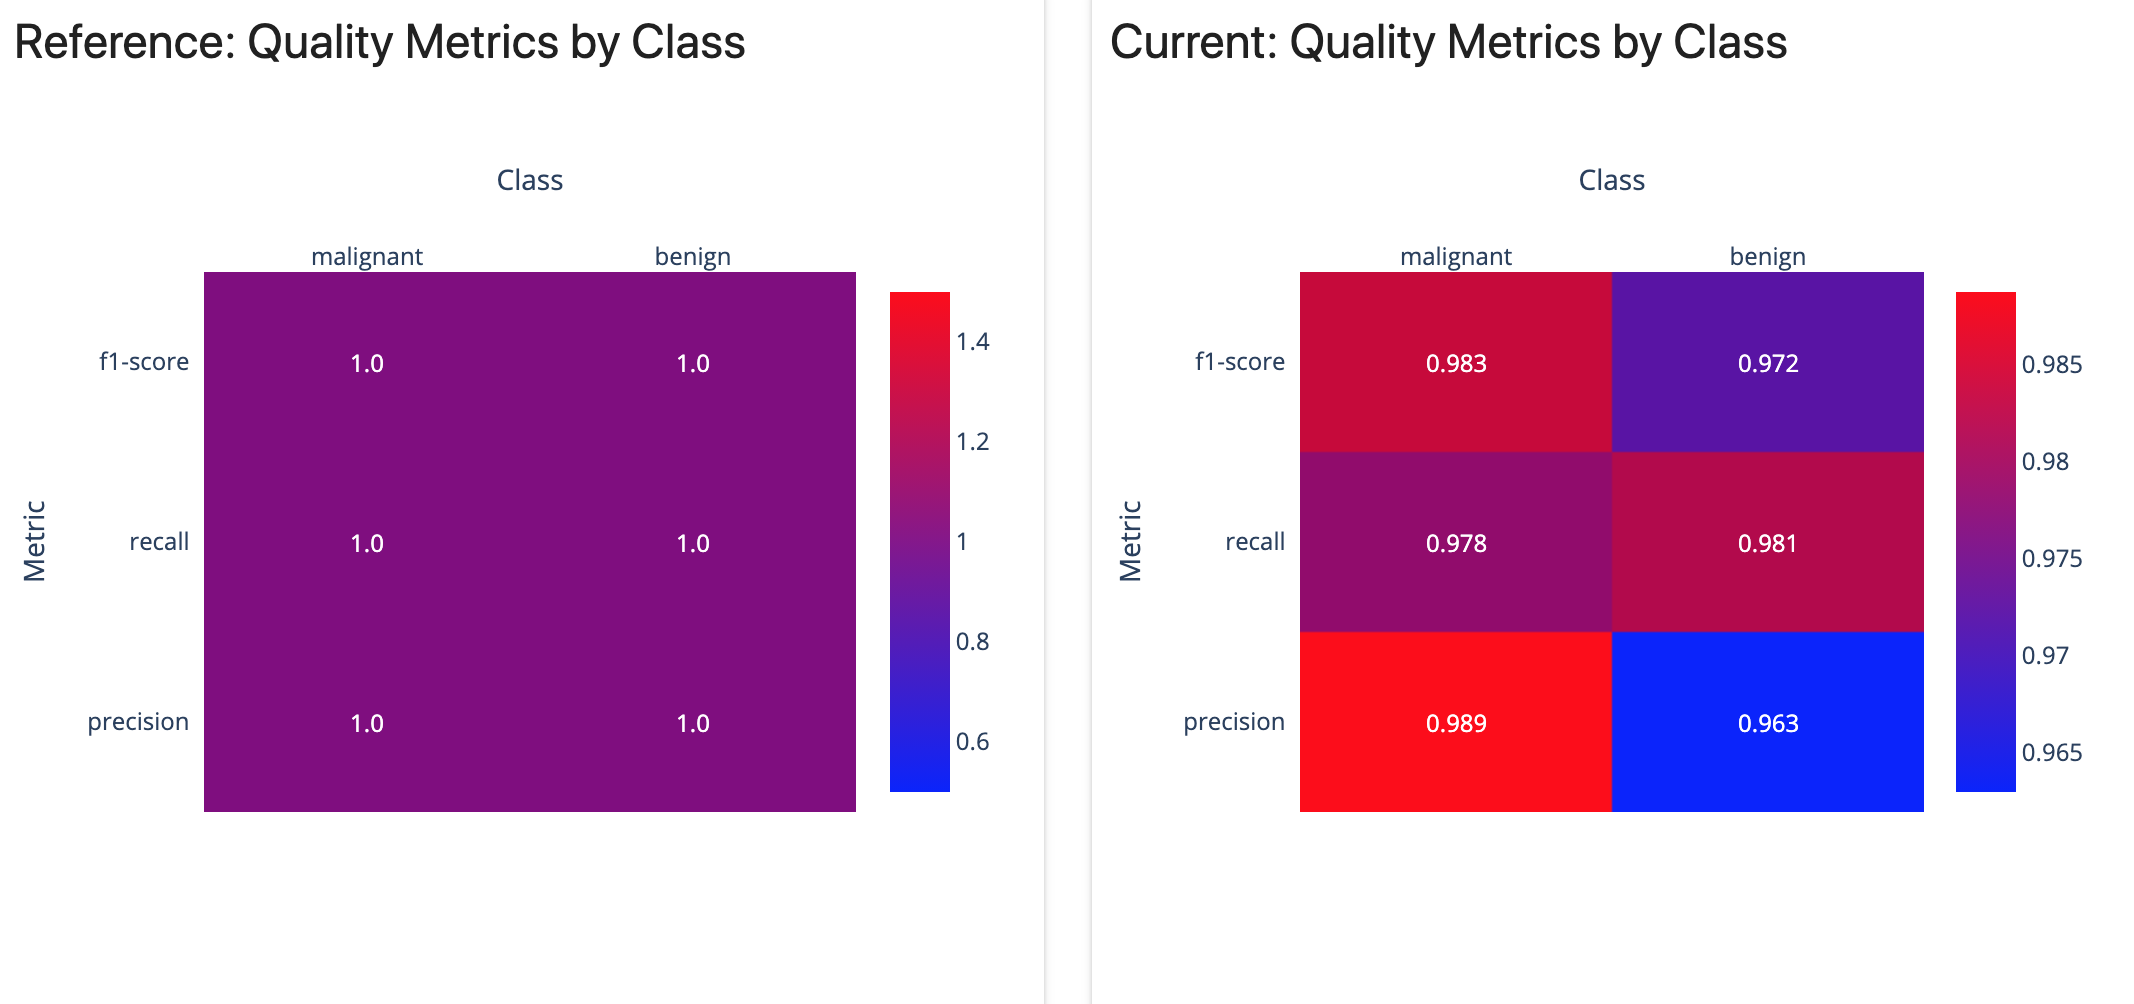 Reference: Quality Metrics by Class
Class
malignant benign
f1-score 1.0 1.0
recall 1.0 1.0
precision 1.0 1.0
Metric
1.4
1.2
1
0.8
0.6
Current: Quality Metrics by Class
Class
malignant benign
f1-score 0.983 0.972
recall 0.978 0.981
precision 0.989 0.963
Metric
0.985
0.98
0.975
0.97
0.965